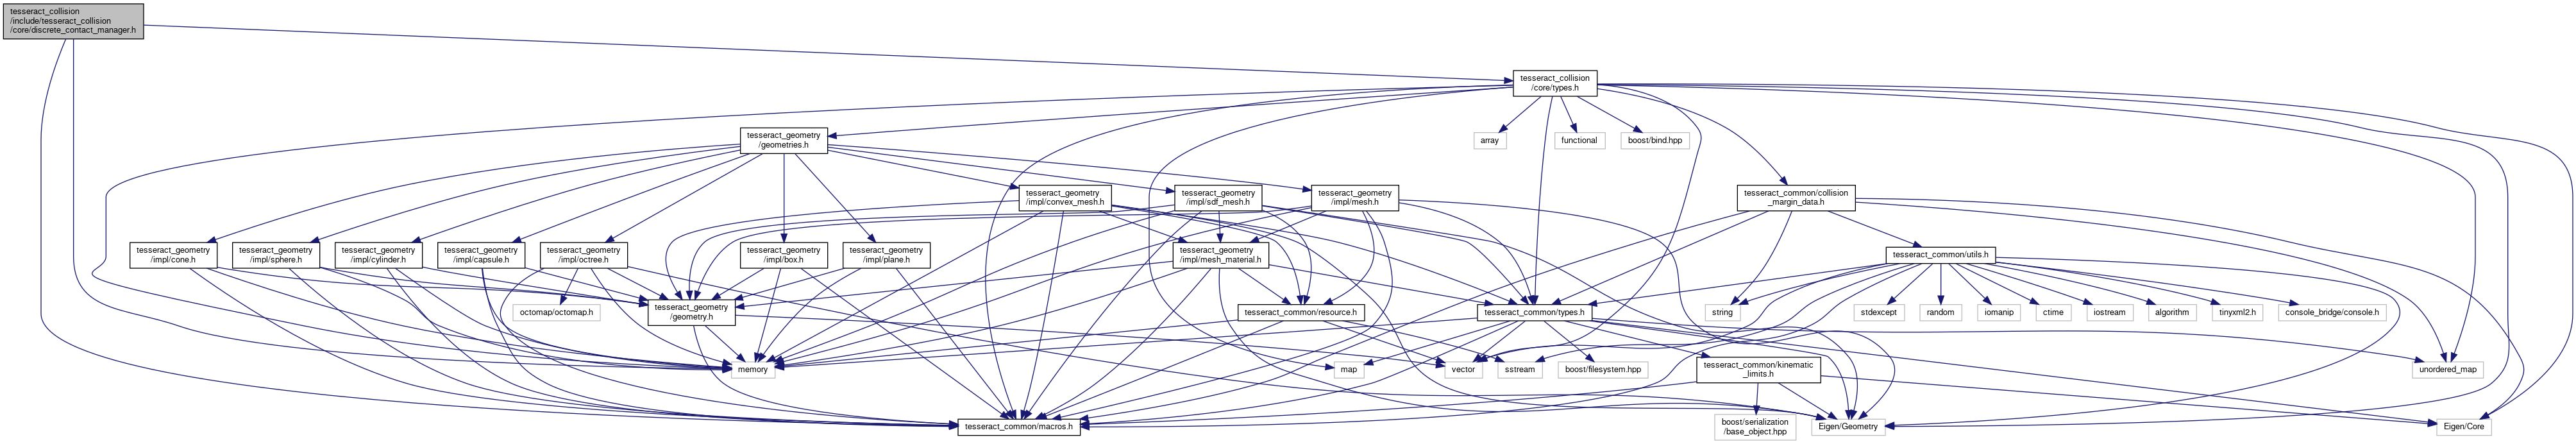 tesseract_collision
/include/tesseract_collision
/core/discrete_contact_manager.h
tesseract_collision
/core/types.h
tesseract_geometry
/geometries.h
array
functional
boost/bind.hpp
tesseract_geometry
/impl/convex_mesh.h
tesseract_geometry
/impl/sdf_mesh.h
tesseract_geometry
/impl/mesh.h
tesseract_common/collision
_margin_data.h
tesseract_geometry
/impl/cone.h
tesseract_geometry
/impl/sphere.h
tesseract_geometry
/impl/cylinder.h
tesseract_geometry
/impl/capsule.h
tesseract_geometry
/impl/octree.h
tesseract_geometry
/impl/box.h
tesseract_geometry
/impl/plane.h
tesseract_geometry
/impl/mesh_material.h
tesseract_common/utils.h
octomap/octomap.h
tesseract_geometry
/geometry.h
tesseract_common/resource.h
tesseract_common/types.h
string
stdexcept
random
iomanip
ctime
iostream
algorithm
tinyxml2.h
console_bridge/console.h
memory
map
vector
sstream
boost/filesystem.hpp
tesseract_common/kinematic
_limits.h
unordered_map
tesseract_common/macros.h
boost/serialization
/base_object.hpp
Eigen/Geometry
Eigen/Core